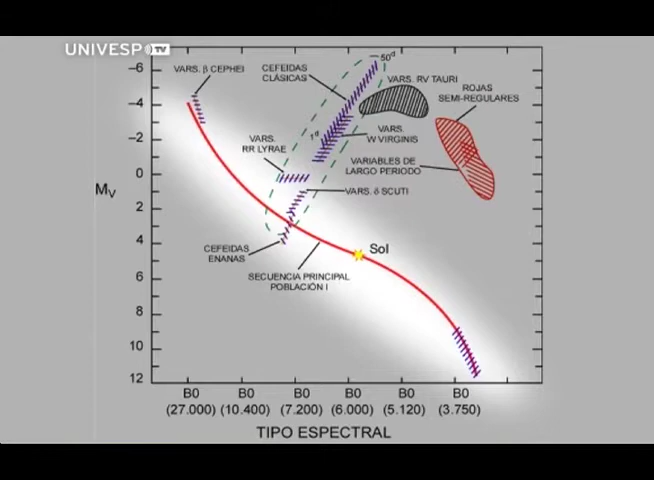 UNIVESP TV
−6
−4
−2
0
2
4
6
8
10
12
Mv
VARS. β CEPHEI
CEFEIDAS
CLÁSICAS
50d
VARS. RV TAURI
ROJAS
SEMI-REGULARES
1d
VARS.
W VIRGINIS
VARS.
RR LYRAE
VARIABLES DE
LARGO PERIODO
VARS. δ SCUTI
CEFEIDAS
ENANAS
Sol
SECUENCIA PRINCIPAL
POBLACIÓN I
B0 B0 B0 B0 B0 B0
(27.000) (10.400) (7.200) (6.000) (5.120) (3.750)
TIPO ESPECTRAL